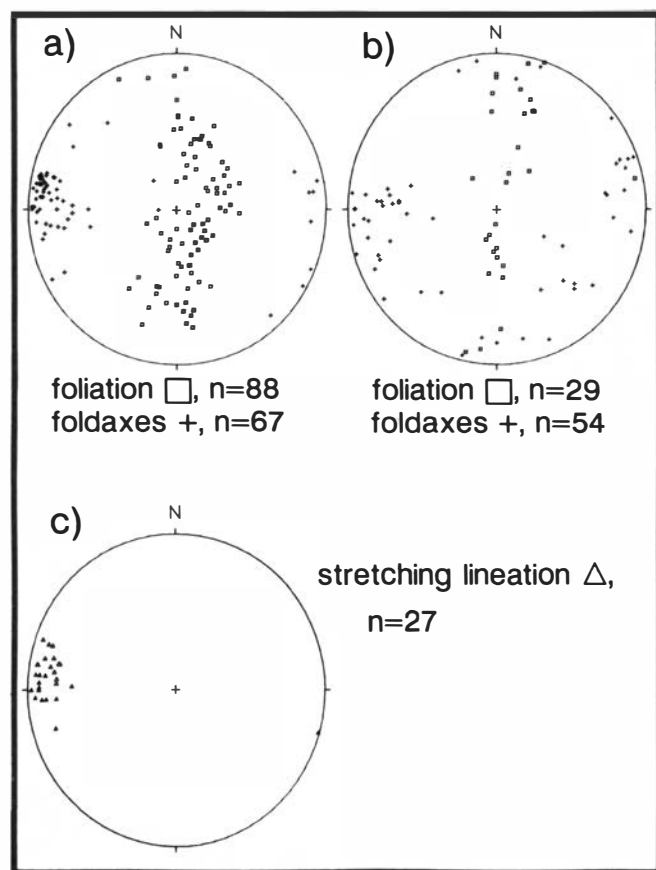 a)
N
foliation □, n=88
foldaxes +, n=67
b)
N
foliation □, n=29
foldaxes +, n=54
c)
N
stretching lineation △,
n=27